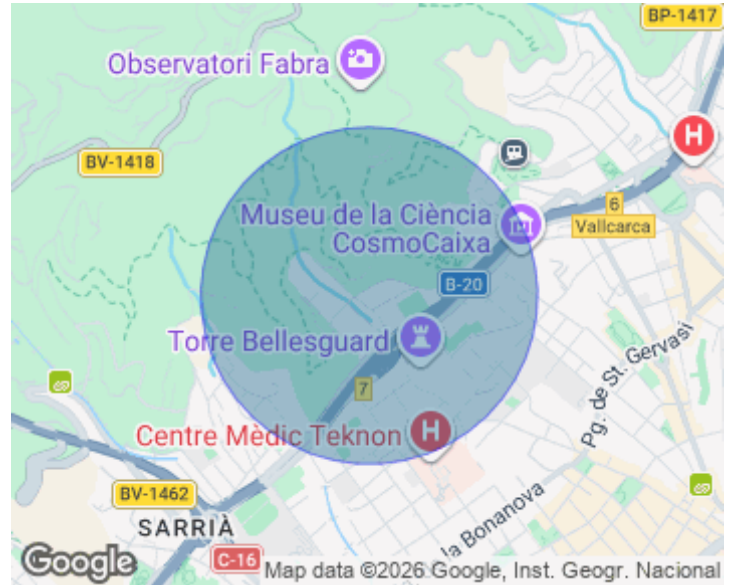 BP-1417
Observatori Fabra
BV-1418
H
Museu de la Ciència
CosmoCaixa
6
Vallcarca
B-20
Torre Bellesguard
7
Pg. de St. Gervasi
Centre Mèdic Teknon
H
BV-1462
la Bonanova
SARRIÀ
C-16
Google
Map data ©2026 Google, Inst. Geogr. Nacional